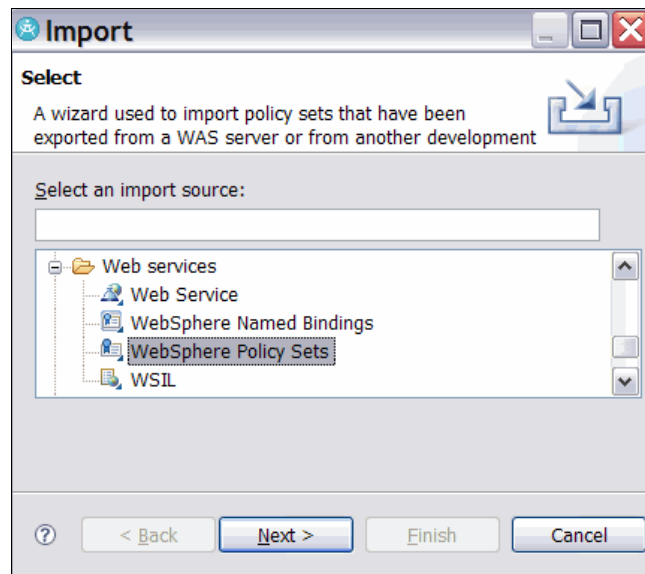 Import
Select
A wizard used to import policy sets that have been
exported from a WAS server or from another development
Select an import source:
Web services
Web Service
WebSphere Named Bindings
WebSphere Policy Sets
WSIL
? < Back Next > Finish Cancel